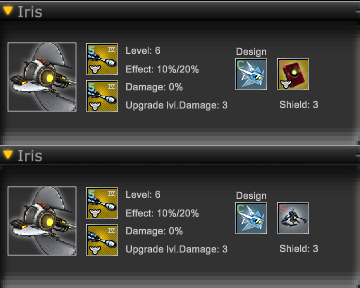 Iris
Level: 6
Effect: 10%/20%
Damage: 0%
Upgrade lvl.Damage: 3
Design
Shield: 3
Iris
Level: 6
Effect: 10%/20%
Damage: 0%
Upgrade lvl.Damage: 3
Design
Shield: 3